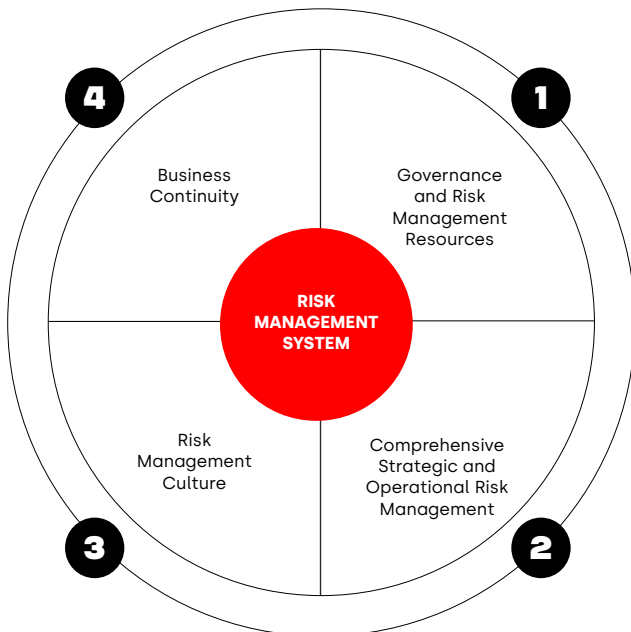 4
1
Business
Continuity
Governance
and Risk
Management
Resources
RISK
MANAGEMENT
SYSTEM
Risk
Management
Culture
Comprehensive
Strategic and
Operational Risk
Management
3
2